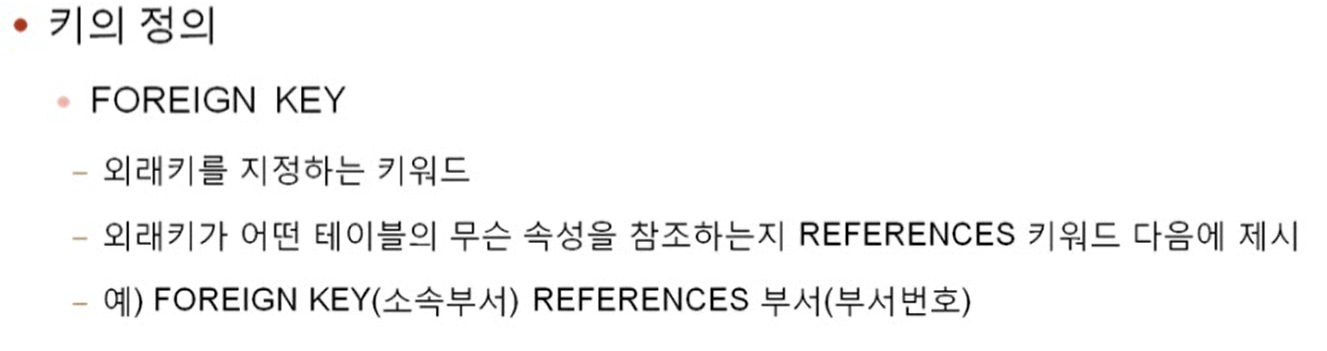 • 키의 정의
• FOREIGN KEY
– 외래키를 지정하는 키워드
– 외래키가 어떤 테이블의 무슨 속성을 참조하는지 REFERENCES 키워드 다음에 제시
– 예) FOREIGN KEY(소속부서) REFERENCES 부서(부서번호)